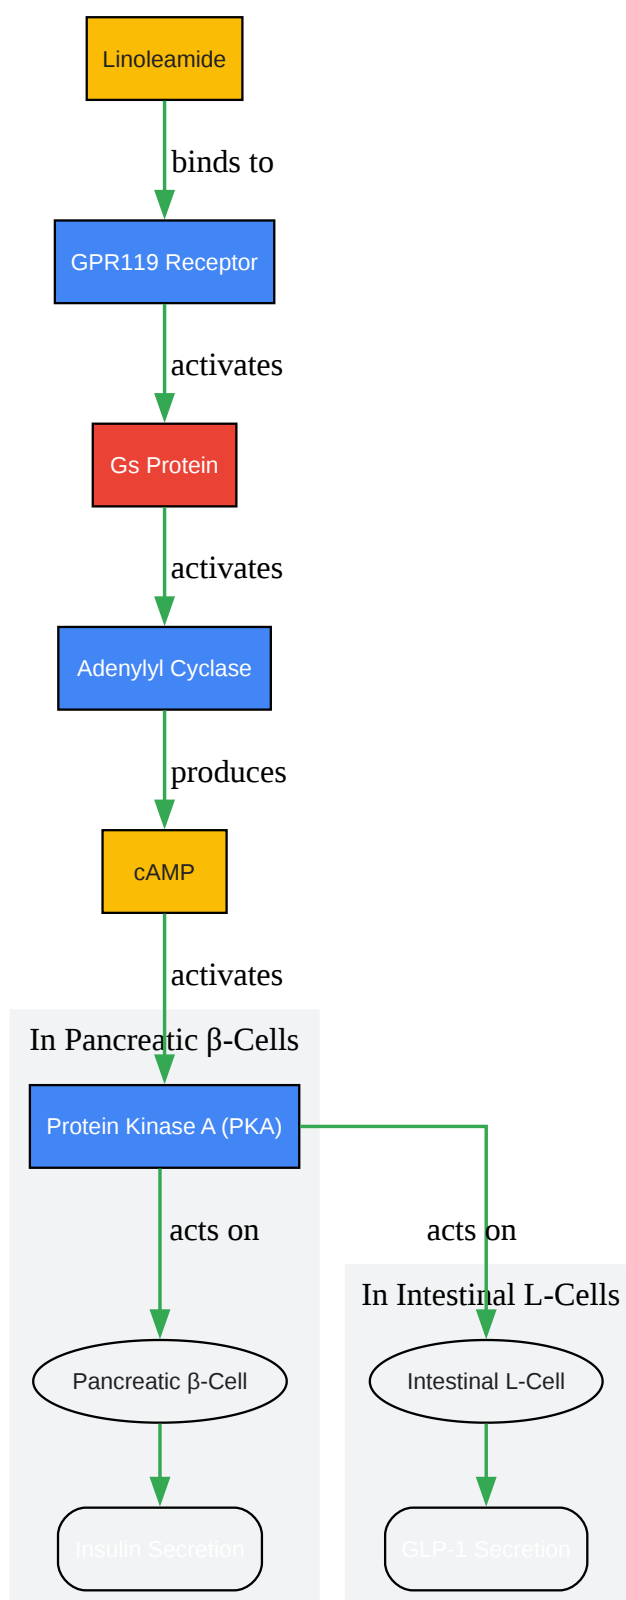 Linoleamide
binds to
GPR119 Receptor
activates
Gs Protein
activates
Adenylyl Cyclase
produces
cAMP
activates
In Pancreatic β-Cells
Protein Kinase A (PKA)
acts on
acts on
In Intestinal L-Cells
Pancreatic β-Cell
Intestinal L-Cell
Insulin Secretion
GLP-1 Secretion